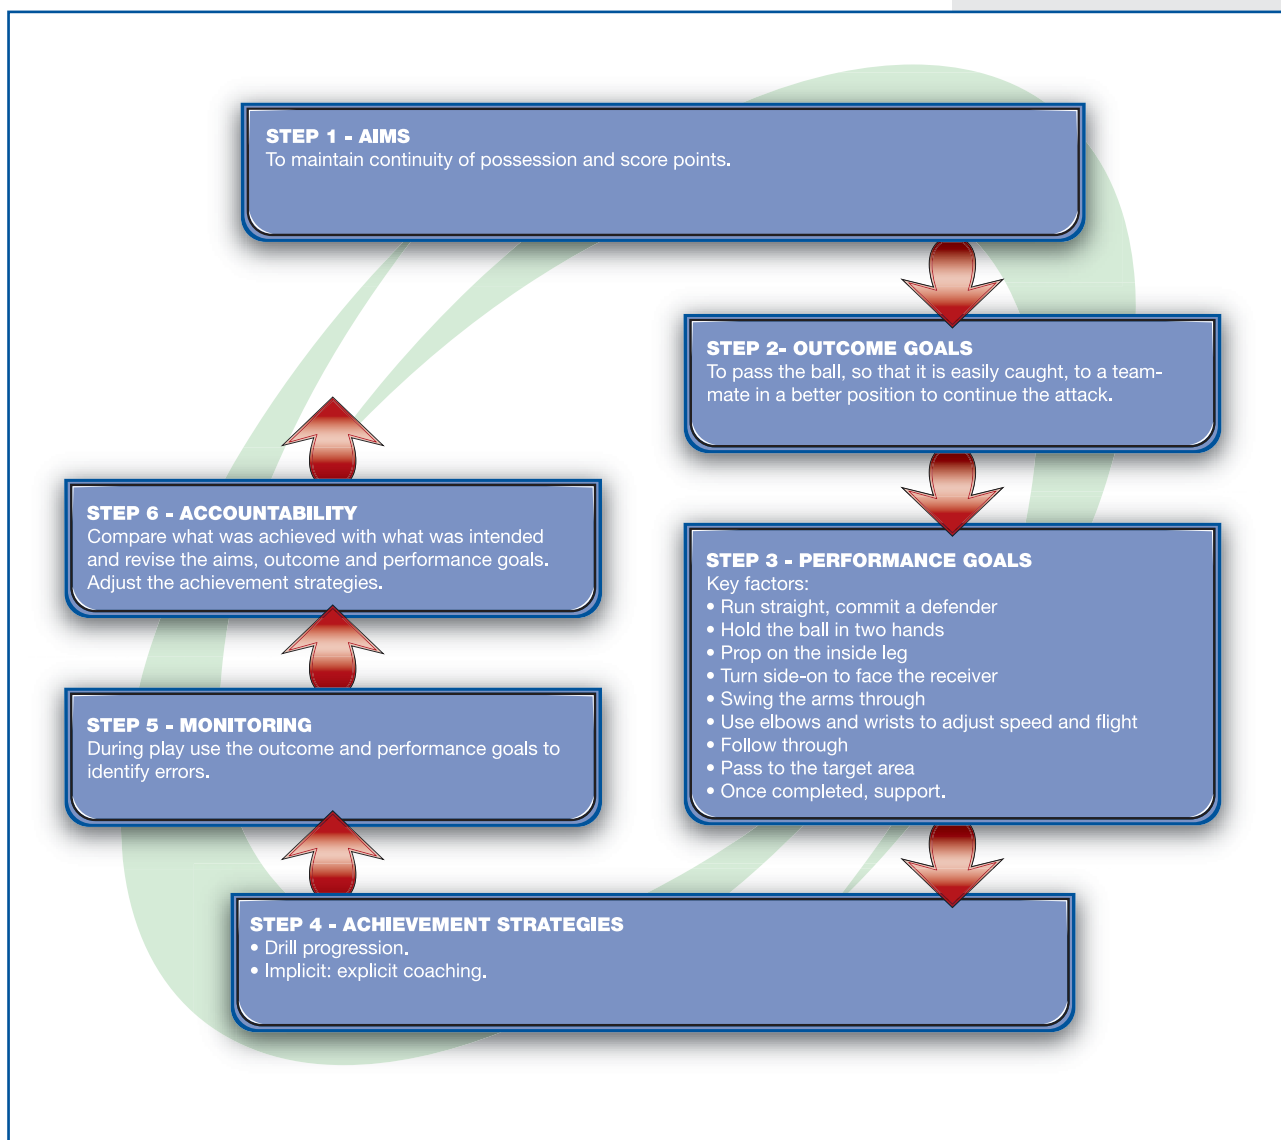 STEP 1 - AIMS
To maintain continuity of possession and score points.
STEP 2- OUTCOME GOALS
To pass the ball, so that it is easily caught, to a team-
mate in a better position to continue the attack.
STEP 3 - PERFORMANCE GOALS
Key factors:
• Run straight, commit a defender
• Hold the ball in two hands
• Prop on the inside leg
• Turn side-on to face the receiver
• Swing the arms through
• Use elbows and wrists to adjust speed and flight
• Follow through
• Pass to the target area
• Once completed, support.
STEP 4 - ACHIEVEMENT STRATEGIES
• Drill progression.
• Implicit: explicit coaching.
STEP 5 - MONITORING
During play use the outcome and performance goals to
identify errors.
STEP 6 - ACCOUNTABILITY
Compare what was achieved with what was intended
and revise the aims, outcome and performance goals.
Adjust the achievement strategies.